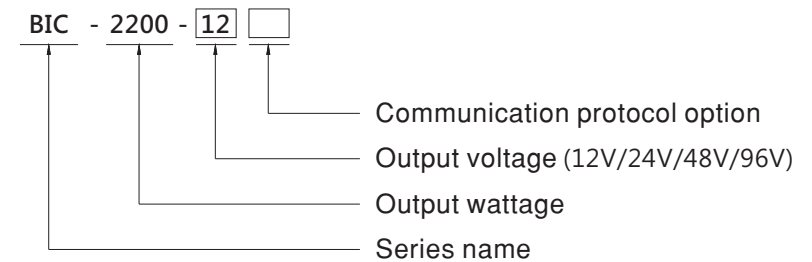 BIC - 2200 - 12
Communication protocol option
Output voltage (12V/24V/48V/96V)
Output wattage
Series name